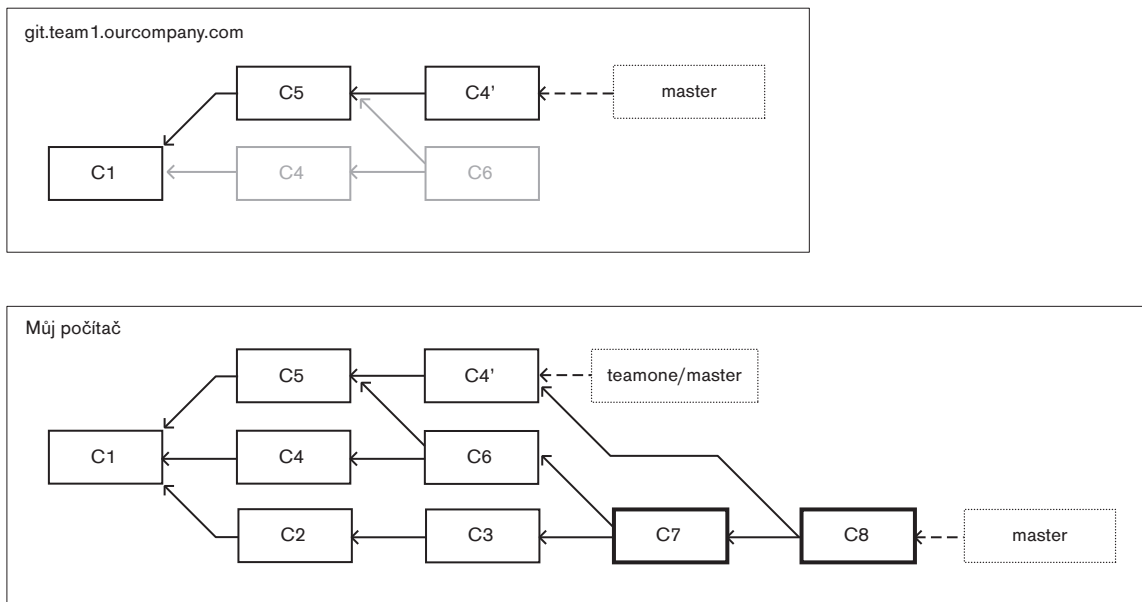 git.team1.ourcompany.com
C5
C4'
master
C1
C4
C6
Můj počítač
C5
C4'
teamone/master
C1
C4
C6
C2
C3
C7
C8
master